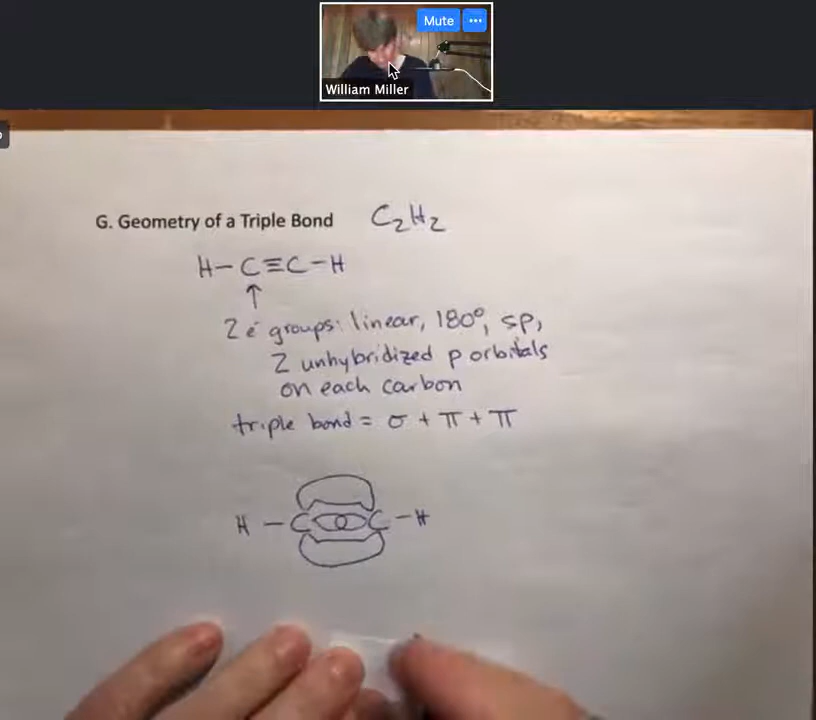 Mute
William Miller
G. Geometry of a Triple Bond C₂H₂
H-C≡C-H
↑
2 e⁻ groups: linear, 180°, sp,
2 unhybridized p orbitals
on each carbon
triple bond = σ + π + π
H - C C - H